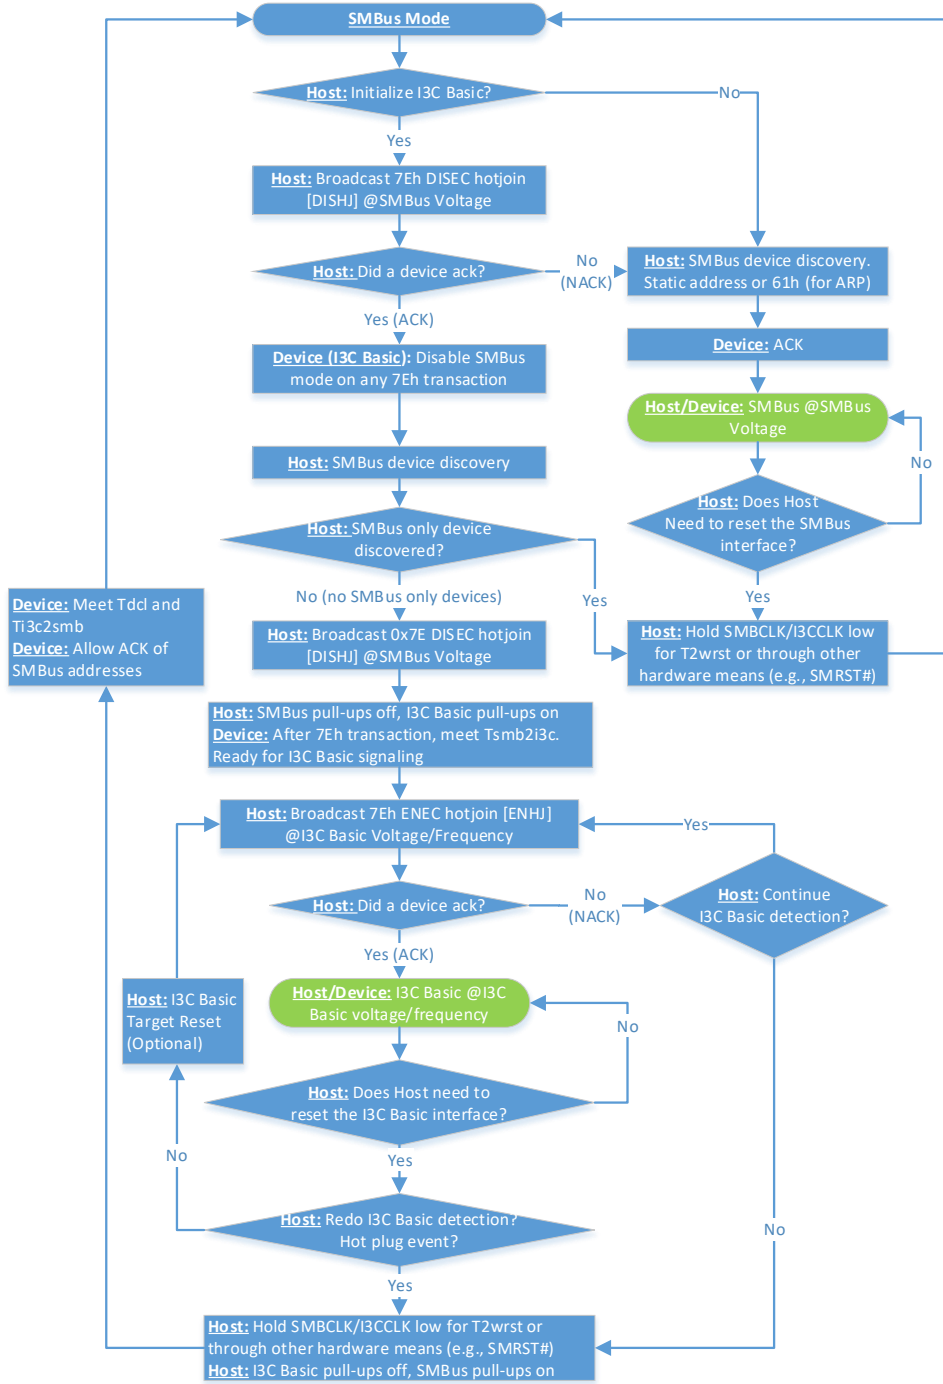 SMBus Mode
Host: Initialize I3C Basic?
No
Yes
Host: Broadcast 7Eh DISEC hotjoin
[DISHJ] @SMBus Voltage
Host: Did a device ack?
No
(NACK)
Host: SMBus device discovery.
Static address or 61h (for ARP)
Yes (ACK)
Device: ACK
Device (I3C Basic): Disable SMBus
mode on any 7Eh transaction
Host/Device: SMBus @SMBus
Voltage
No
Host: SMBus device discovery
Host: Does Host
Need to reset the SMBus
interface?
Host: SMBus only device
discovered?
Yes
No (no SMBus only devices)
Yes
Device: Meet Tdcl and
Ti3c2smb
Device: Allow ACK of
SMBus addresses
Host: Broadcast 0x7E DISEC hotjoin
[DISHJ] @SMBus Voltage
Host: Hold SMBCLK/I3CCLK low
for T2wrst or through other
hardware means (e.g., SMRST#)
Host: SMBus pull-ups off, I3C Basic pull-ups on
Device: After 7Eh transaction, meet Tsmb2i3c.
Ready for I3C Basic signaling
Host: Broadcast 7Eh ENEC hotjoin [ENHJ]
@I3C Basic Voltage/Frequency
Yes
Host: Did a device ack?
No
(NACK)
Host: Continue
I3C Basic detection?
Yes (ACK)
Host/Device: I3C Basic @I3C
Basic voltage/frequency
No
Host: I3C Basic
Target Reset
(Optional)
Host: Does Host need to
reset the I3C Basic interface?
Yes
No
Host: Redo I3C Basic detection?
Hot plug event?
No
Yes
Host: Hold SMBCLK/I3CCLK low for T2wrst or
through other hardware means (e.g., SMRST#)
Host: I3C Basic pull-ups off, SMBus pull-ups on